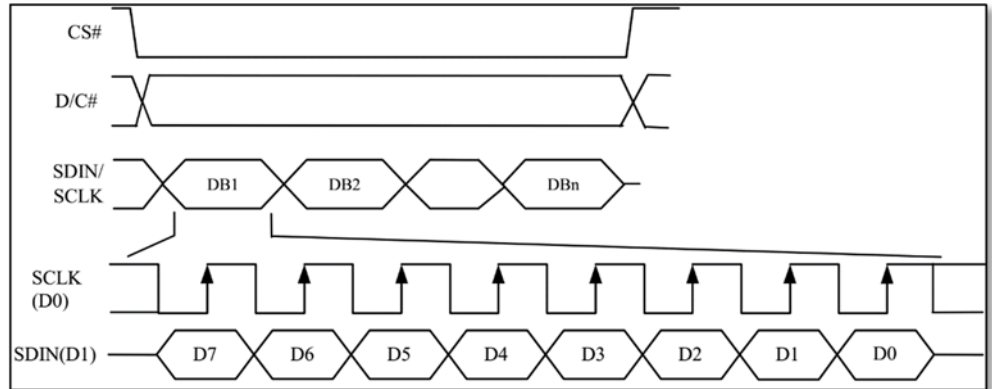 CS#
D/C#
SDIN/
SCLK
DB1 DB2 DBn
SCLK
(D0)
SDIN(D1) D7 D6 D5 D4 D3 D2 D1 D0